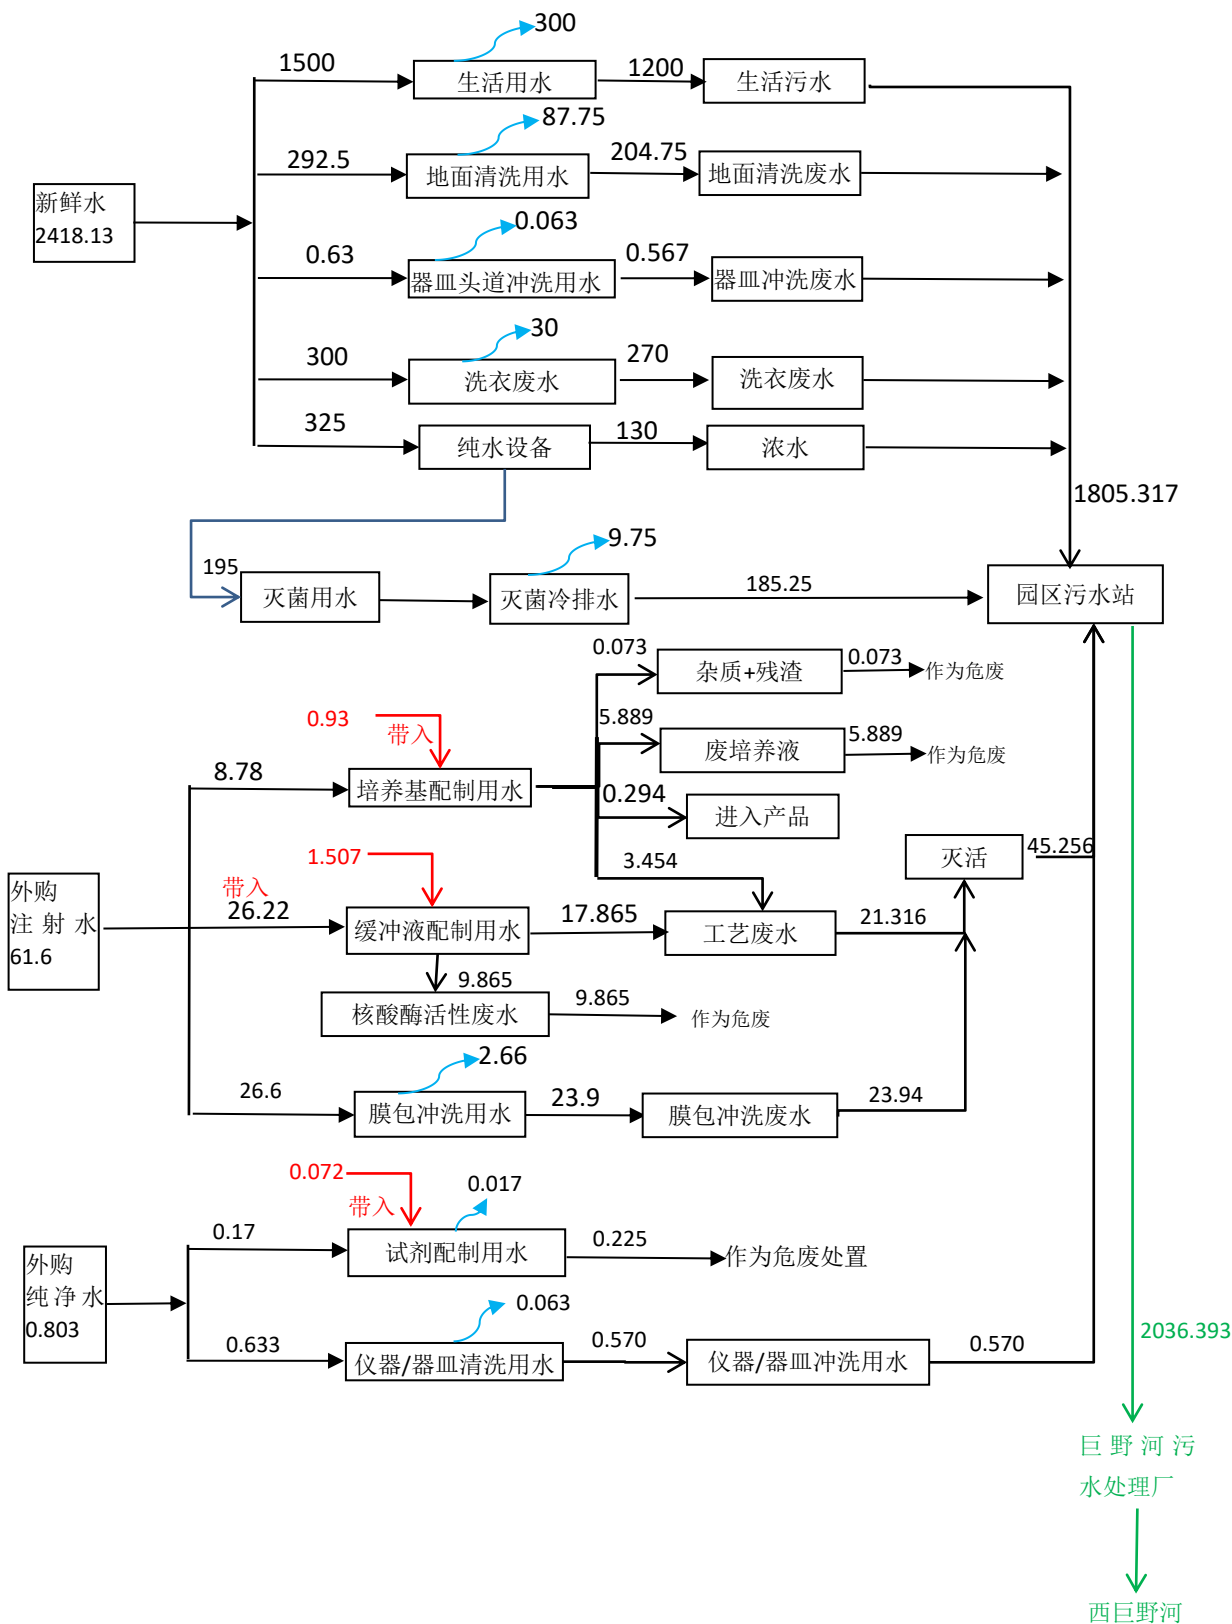 300
1500
生活用水
1200
生活污水
87.75
292.5
地面清洗用水
204.75
地面清洗废水
新鲜水
2418.13
0.063
0.63
器皿头道冲洗用水
0.567
器皿冲洗废水
30
300
洗衣废水
270
洗衣废水
325
纯水设备
130
浓水
1805.317
9.75
195
灭菌用水
灭菌冷排水
185.25
园区污水站
0.073
杂质+残渣
0.073
作为危废
0.93
带入
5.889
废培养液
5.889
作为危废
8.78
培养基配制用水
0.294
进入产品
3.454
灭活
45.256
1.507
外购
注射水
61.6
带入
26.22
缓冲液配制用水
17.865
工艺废水
21.316
9.865
核酸酶活性废水
9.865
作为危废
2.66
26.6
膜包冲洗用水
23.9
膜包冲洗废水
23.94
0.072
带入
0.017
0.17
试剂配制用水
0.225
作为危废处置
外购
纯净水
0.803
0.063
0.633
仪器/器皿清洗用水
0.570
仪器/器皿冲洗用水
0.570
2036.393
巨野河污
水处理厂
西巨野河